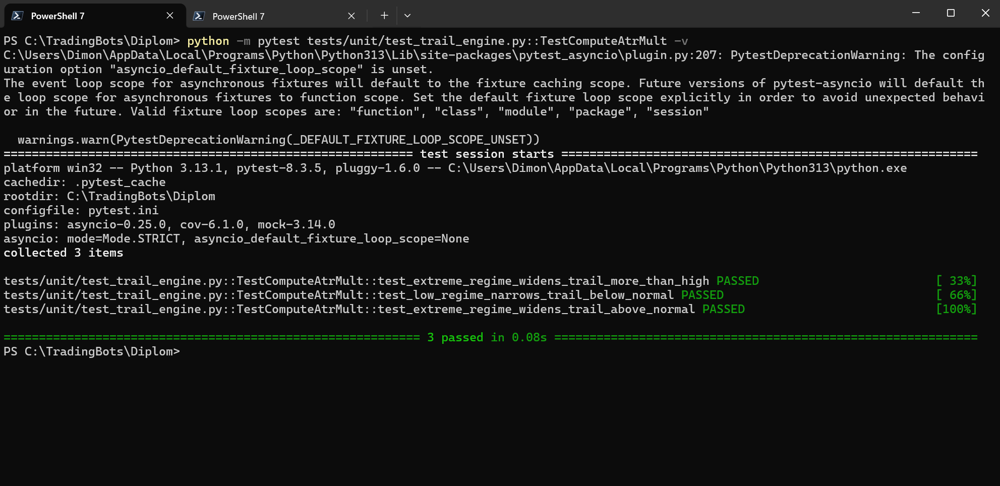 PowerShell 7
PowerShell 7
PS C:\TradingBots\Diplom> python -m pytest tests/unit/test_trail_engine.py::TestComputeAtrMult -v
C:\Users\Dimon\AppData\Local\Programs\Python\Python313\Lib\site-packages\pytest_asyncio\plugin.py:207: PytestDeprecationWarning: The config
uration option "asyncio_default_fixture_loop_scope" is unset.
The event loop scope for asynchronous fixtures will default to the fixture caching scope. Future versions of pytest-asyncio will default th
e loop scope for asynchronous fixtures to function scope. Set the default fixture loop scope explicitly in order to avoid unexpected behavi
or in the future. Valid fixture loop scopes are: "function", "class", "module", "package", "session"
  warnings.warn(PytestDeprecationWarning(_DEFAULT_FIXTURE_LOOP_SCOPE_UNSET))
========================================================== test session starts ===========================================================
platform win32 -- Python 3.13.1, pytest-8.3.5, pluggy-1.6.0 -- C:\Users\Dimon\AppData\Local\Programs\Python\Python313\python.exe
cachedir: .pytest_cache
rootdir: C:\TradingBots\Diplom
configfile: pytest.ini
plugins: asyncio-0.25.0, cov-6.1.0, mock-3.14.0
asyncio: mode=Mode.STRICT, asyncio_default_fixture_loop_scope=None
collected 3 items
tests/unit/test_trail_engine.py::TestComputeAtrMult::test_extreme_regime_widens_trail_more_than_high PASSED [ 33%]
tests/unit/test_trail_engine.py::TestComputeAtrMult::test_low_regime_narrows_trail_below_normal PASSED [ 66%]
tests/unit/test_trail_engine.py::TestComputeAtrMult::test_extreme_regime_widens_trail_above_normal PASSED [100%]
=========================================================== 3 passed in 0.08s ============================================================
PS C:\TradingBots\Diplom>